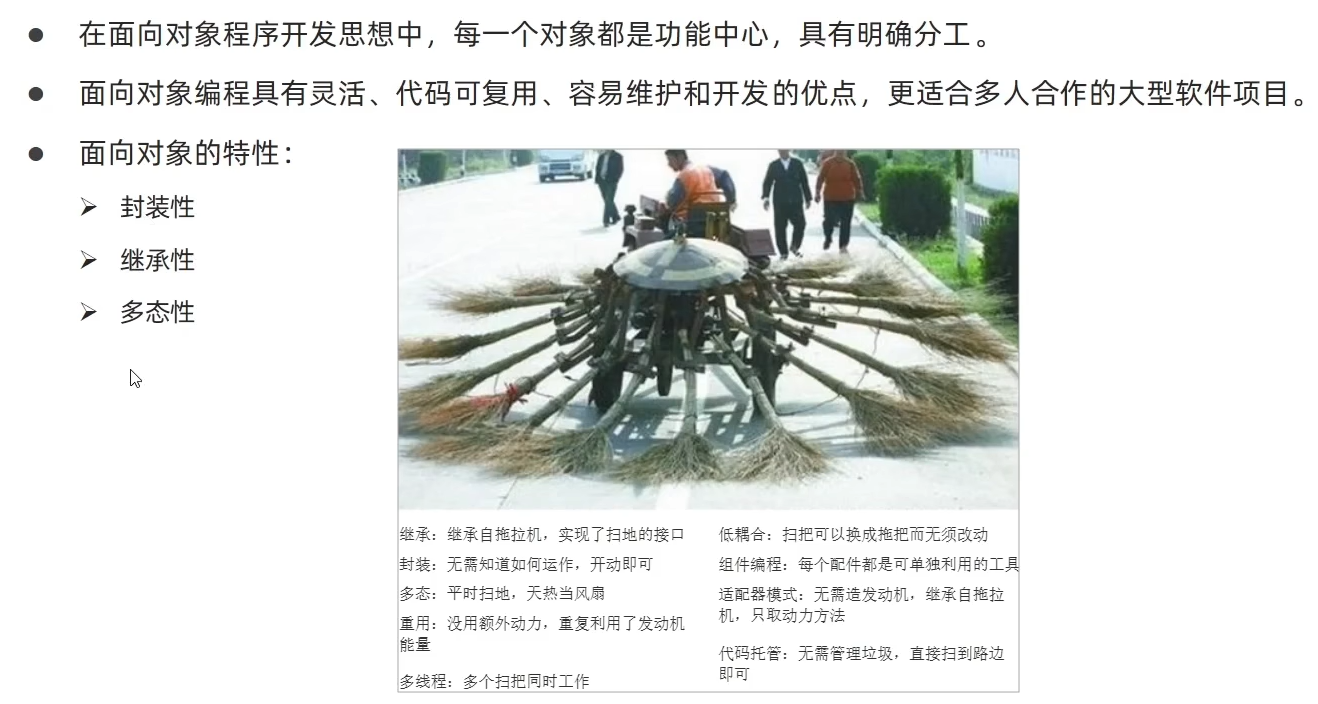 在面向对象程序开发思想中，每一个对象都是功能中心，具有明确分工。
面向对象编程具有灵活、代码可复用、容易维护和开发的优点，更适合多人合作的大型软件项目。
面向对象的特性：
封装性
继承性
多态性
继承：继承自拖拉机，实现了扫地的接口
封装：无需知道如何运作，开动即可
多态：平时扫地，天热当风扇
重用：没用额外动力，重复利用了发动机
能量
多线程：多个扫把同时工作
低耦合：扫把可以换成拖把而无须改动
组件编程：每个配件都是可单独利用的工具
适配器模式：无需造发动机，继承自拖拉
机，只取动力方法
代码托管：无需管理垃圾，直接扫到路边
即可